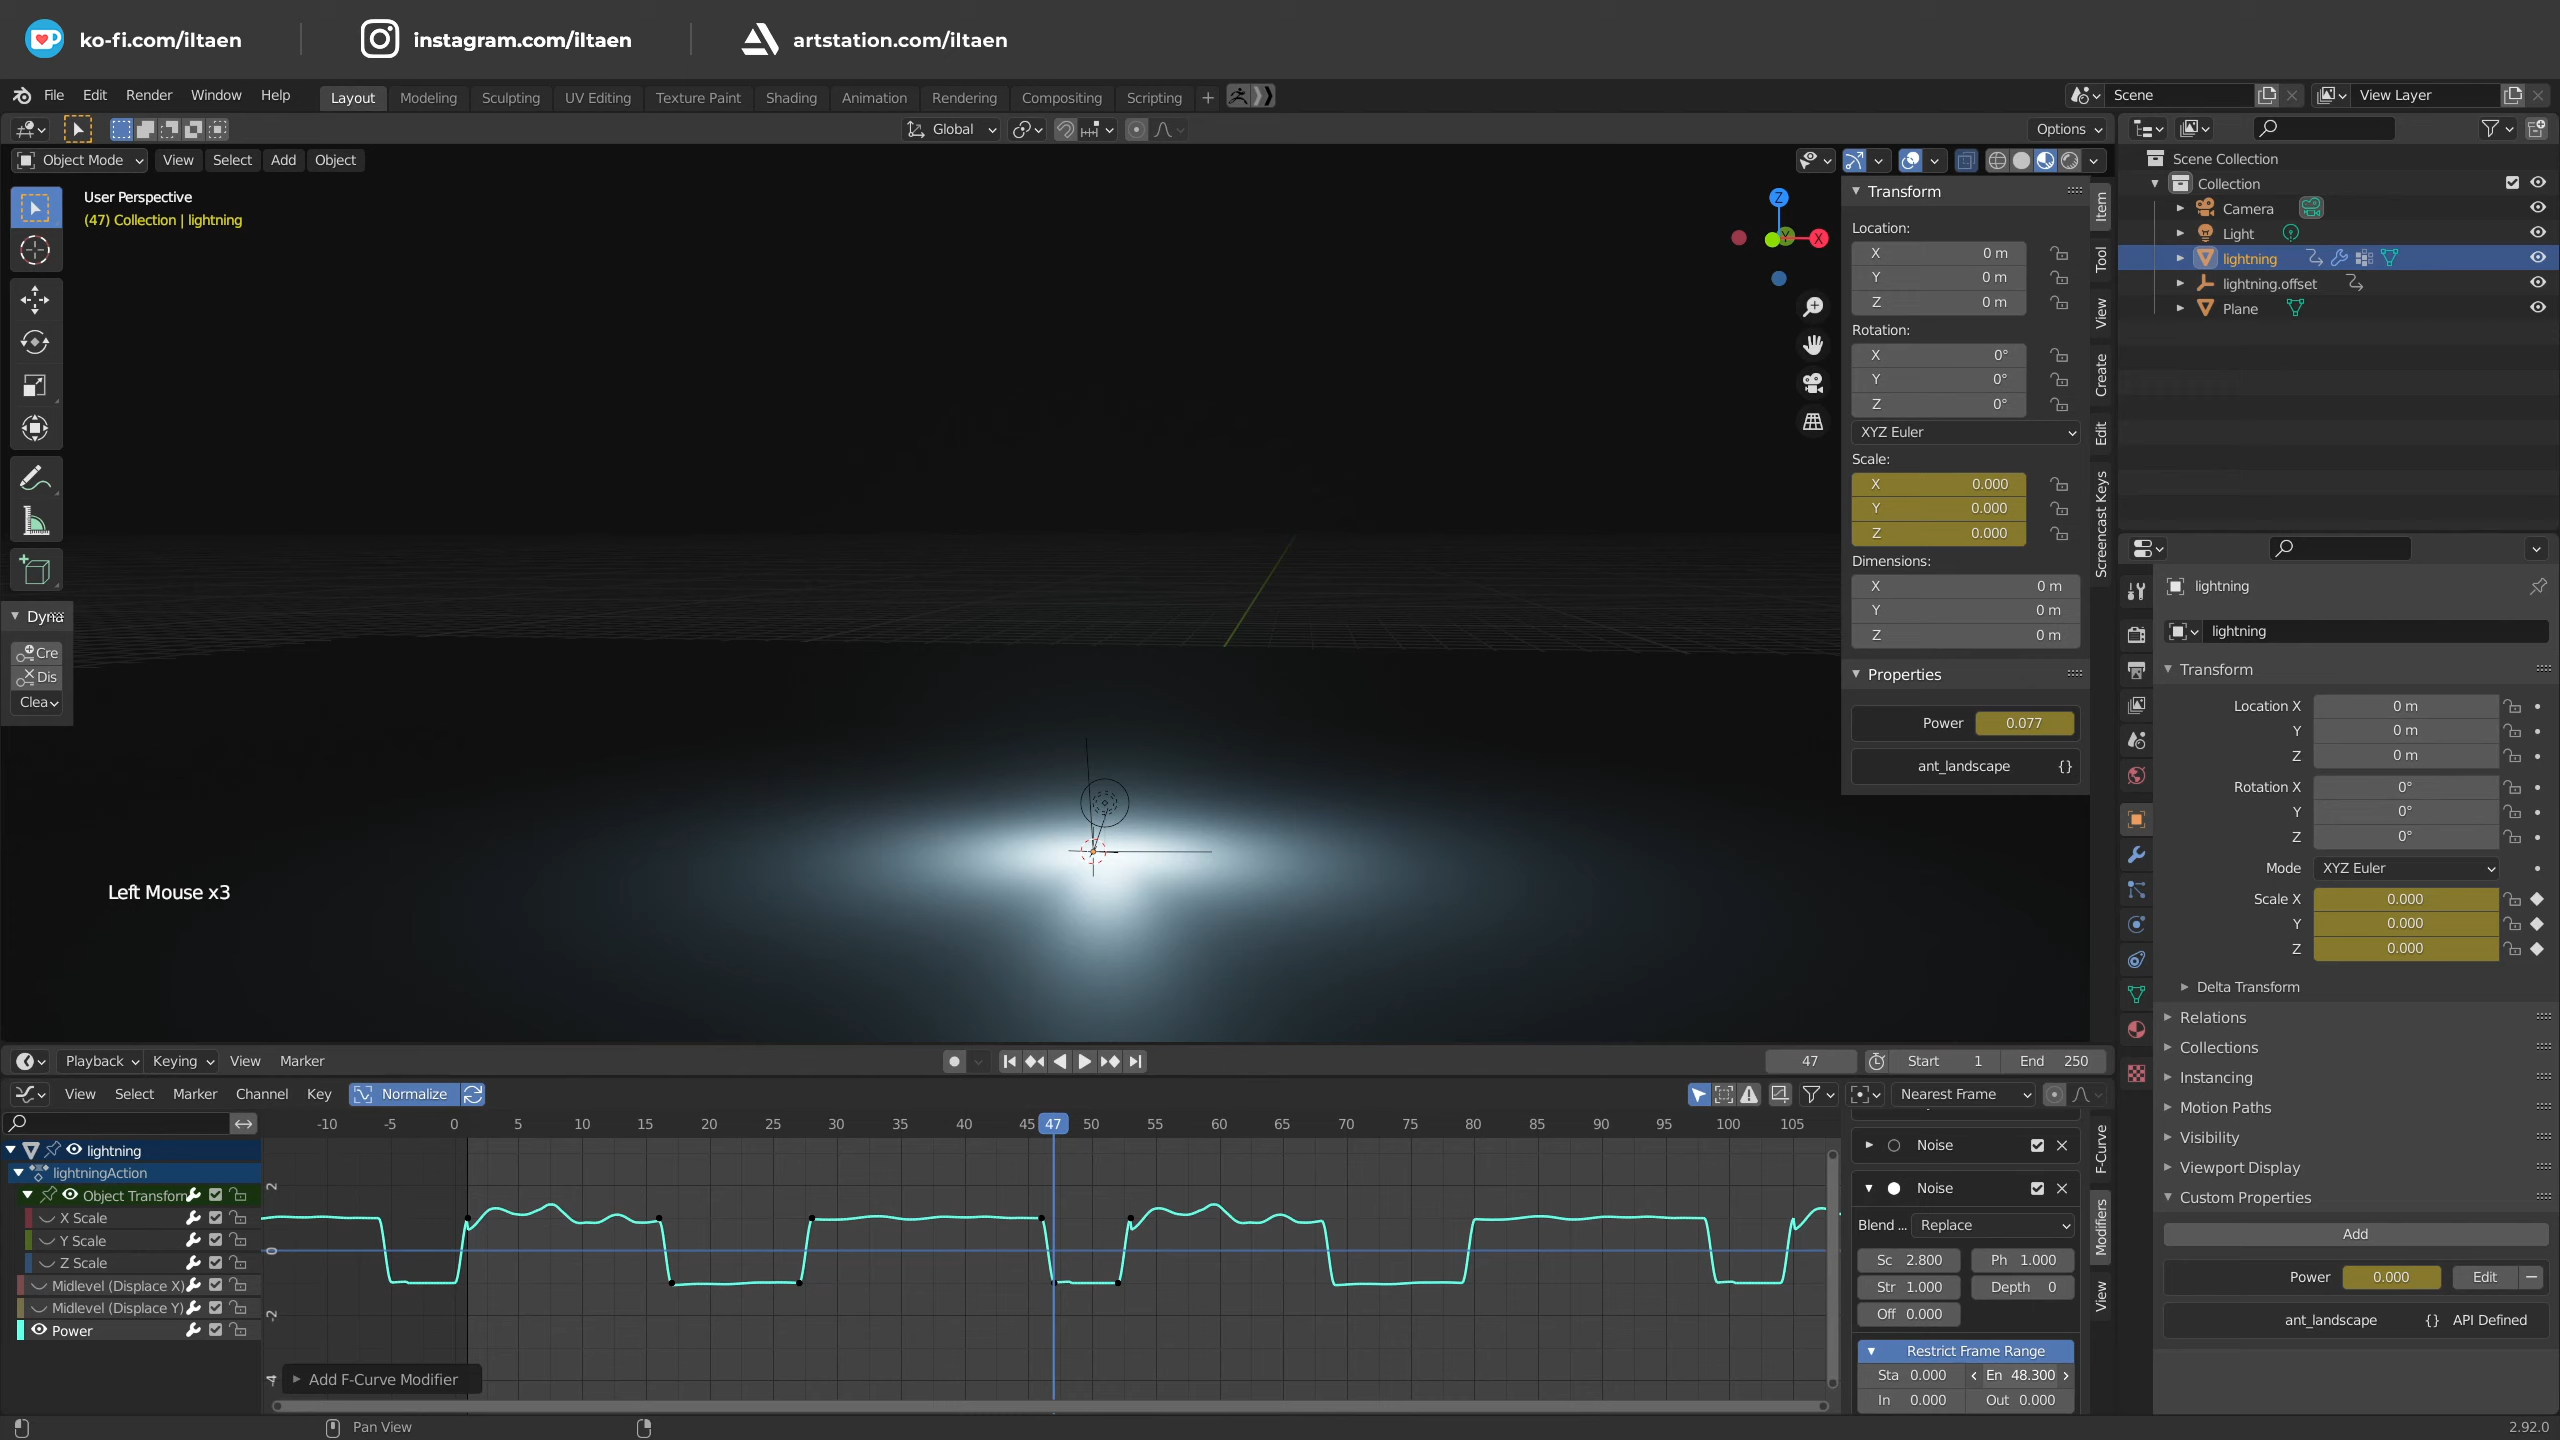 ko-fi.com/iltaen instagram.com/iltaen artstation.com/iltaen
File Edit Render Window Help Layout Modeling Sculpting UV Editing Texture Paint Shading Animation Rendering Compositing Scripting + Scene View Layer
Global Options
Object Mode View Select Add Object
User Perspective
(47) Collection | lightning
Z
X
Y
Transform
Location:
X 0 m
Y 0 m
Z 0 m
Rotation:
X 0°
Y 0°
Z 0°
XYZ Euler
Scale:
X 0.000
Y 0.000
Z 0.000
Dimensions:
X 0 m
Y 0 m
Z 0 m
Properties
Power 0.077
ant_landscape {}
Item
Tool
View
Create
Edit
Screencast Keys
Scene Collection
Collection
Camera
Light
lightning
lightning.offset
Plane
Cre
Dis
Clea
Left Mouse x3
lightning
lightning
Transform
Location X 0 m
Y 0 m
Z 0 m
Rotation X 0°
Y 0°
Z 0°
Mode XYZ Euler
Scale X 0.000
Y 0.000
Z 0.000
Delta Transform
Relations
Collections
Instancing
Motion Paths
Visibility
Viewport Display
Custom Properties
Add
Power 0.000 Edit
ant_landscape {} API Defined
Playback Keying View Marker 47 Start 1 End 250
View Select Marker Channel Key Normalize Nearest Frame
-10 -5 0 5 10 15 20 25 30 35 40 45 47 50 55 60 65 70 75 80 85 90 95 100 105
lightning
lightningAction
Object Transform
X Scale
Y Scale
Z Scale
Midlevel (Displace X)
Midlevel (Displace Y)
Power
2
0
-2
-4
Add F-Curve Modifier
Noise
Noise
Blend ... Replace
Sc 2.800 Ph 1.000
Str 1.000 Depth 0
Off 0.000
Restrict Frame Range
Sta 0.000 En 48.300
In 0.000 Out 0.000
F-Curve
Modifiers
View
Pan View 2.92.0